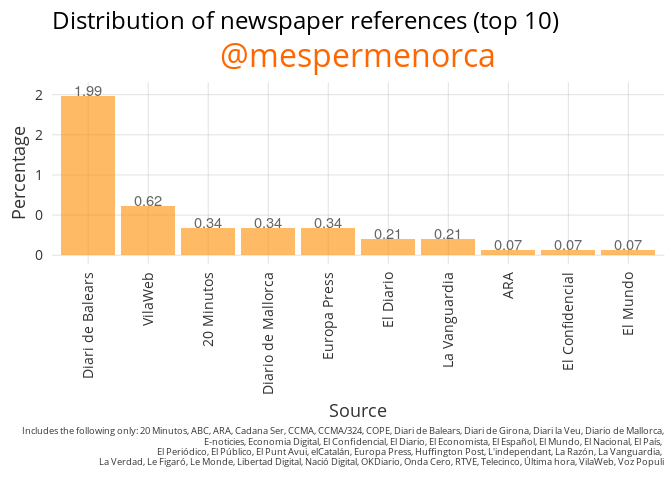 Distribution of newspaper references (top 10)
@mespermenorca
Percentage
2
2
1
0
0
1.99
0.62
0.34
0.34
0.34
0.21
0.21
0.07
0.07
0.07
Diari de Balears
VilaWeb
20 Minutos
Diario de Mallorca
Europa Press
El Diario
La Vanguardia
ARA
El Confidencial
El Mundo
Source
Includes the following only: 20 Minutos, ABC, ARA, Cadana Ser, CCMA, CCMA/324, COPE, Diari de Balears, Diari de Girona, Diari la Veu, Diario de Mallorca,
E-noticies, Economia Digital, El Confidencial, El Diario, El Economista, El Español, El Mundo, El Nacional, El País,
El Periódico, El Público, El Punt Avui, elCatalán, Europa Press, Huffington Post, L'independant, La Razón, La Vanguardia,
La Verdad, Le Figaró, Le Monde, Libertad Digital, Nació Digital, OKDiario, Onda Cero, RTVE, Telecinco, Última hora, VilaWeb, Voz Populi